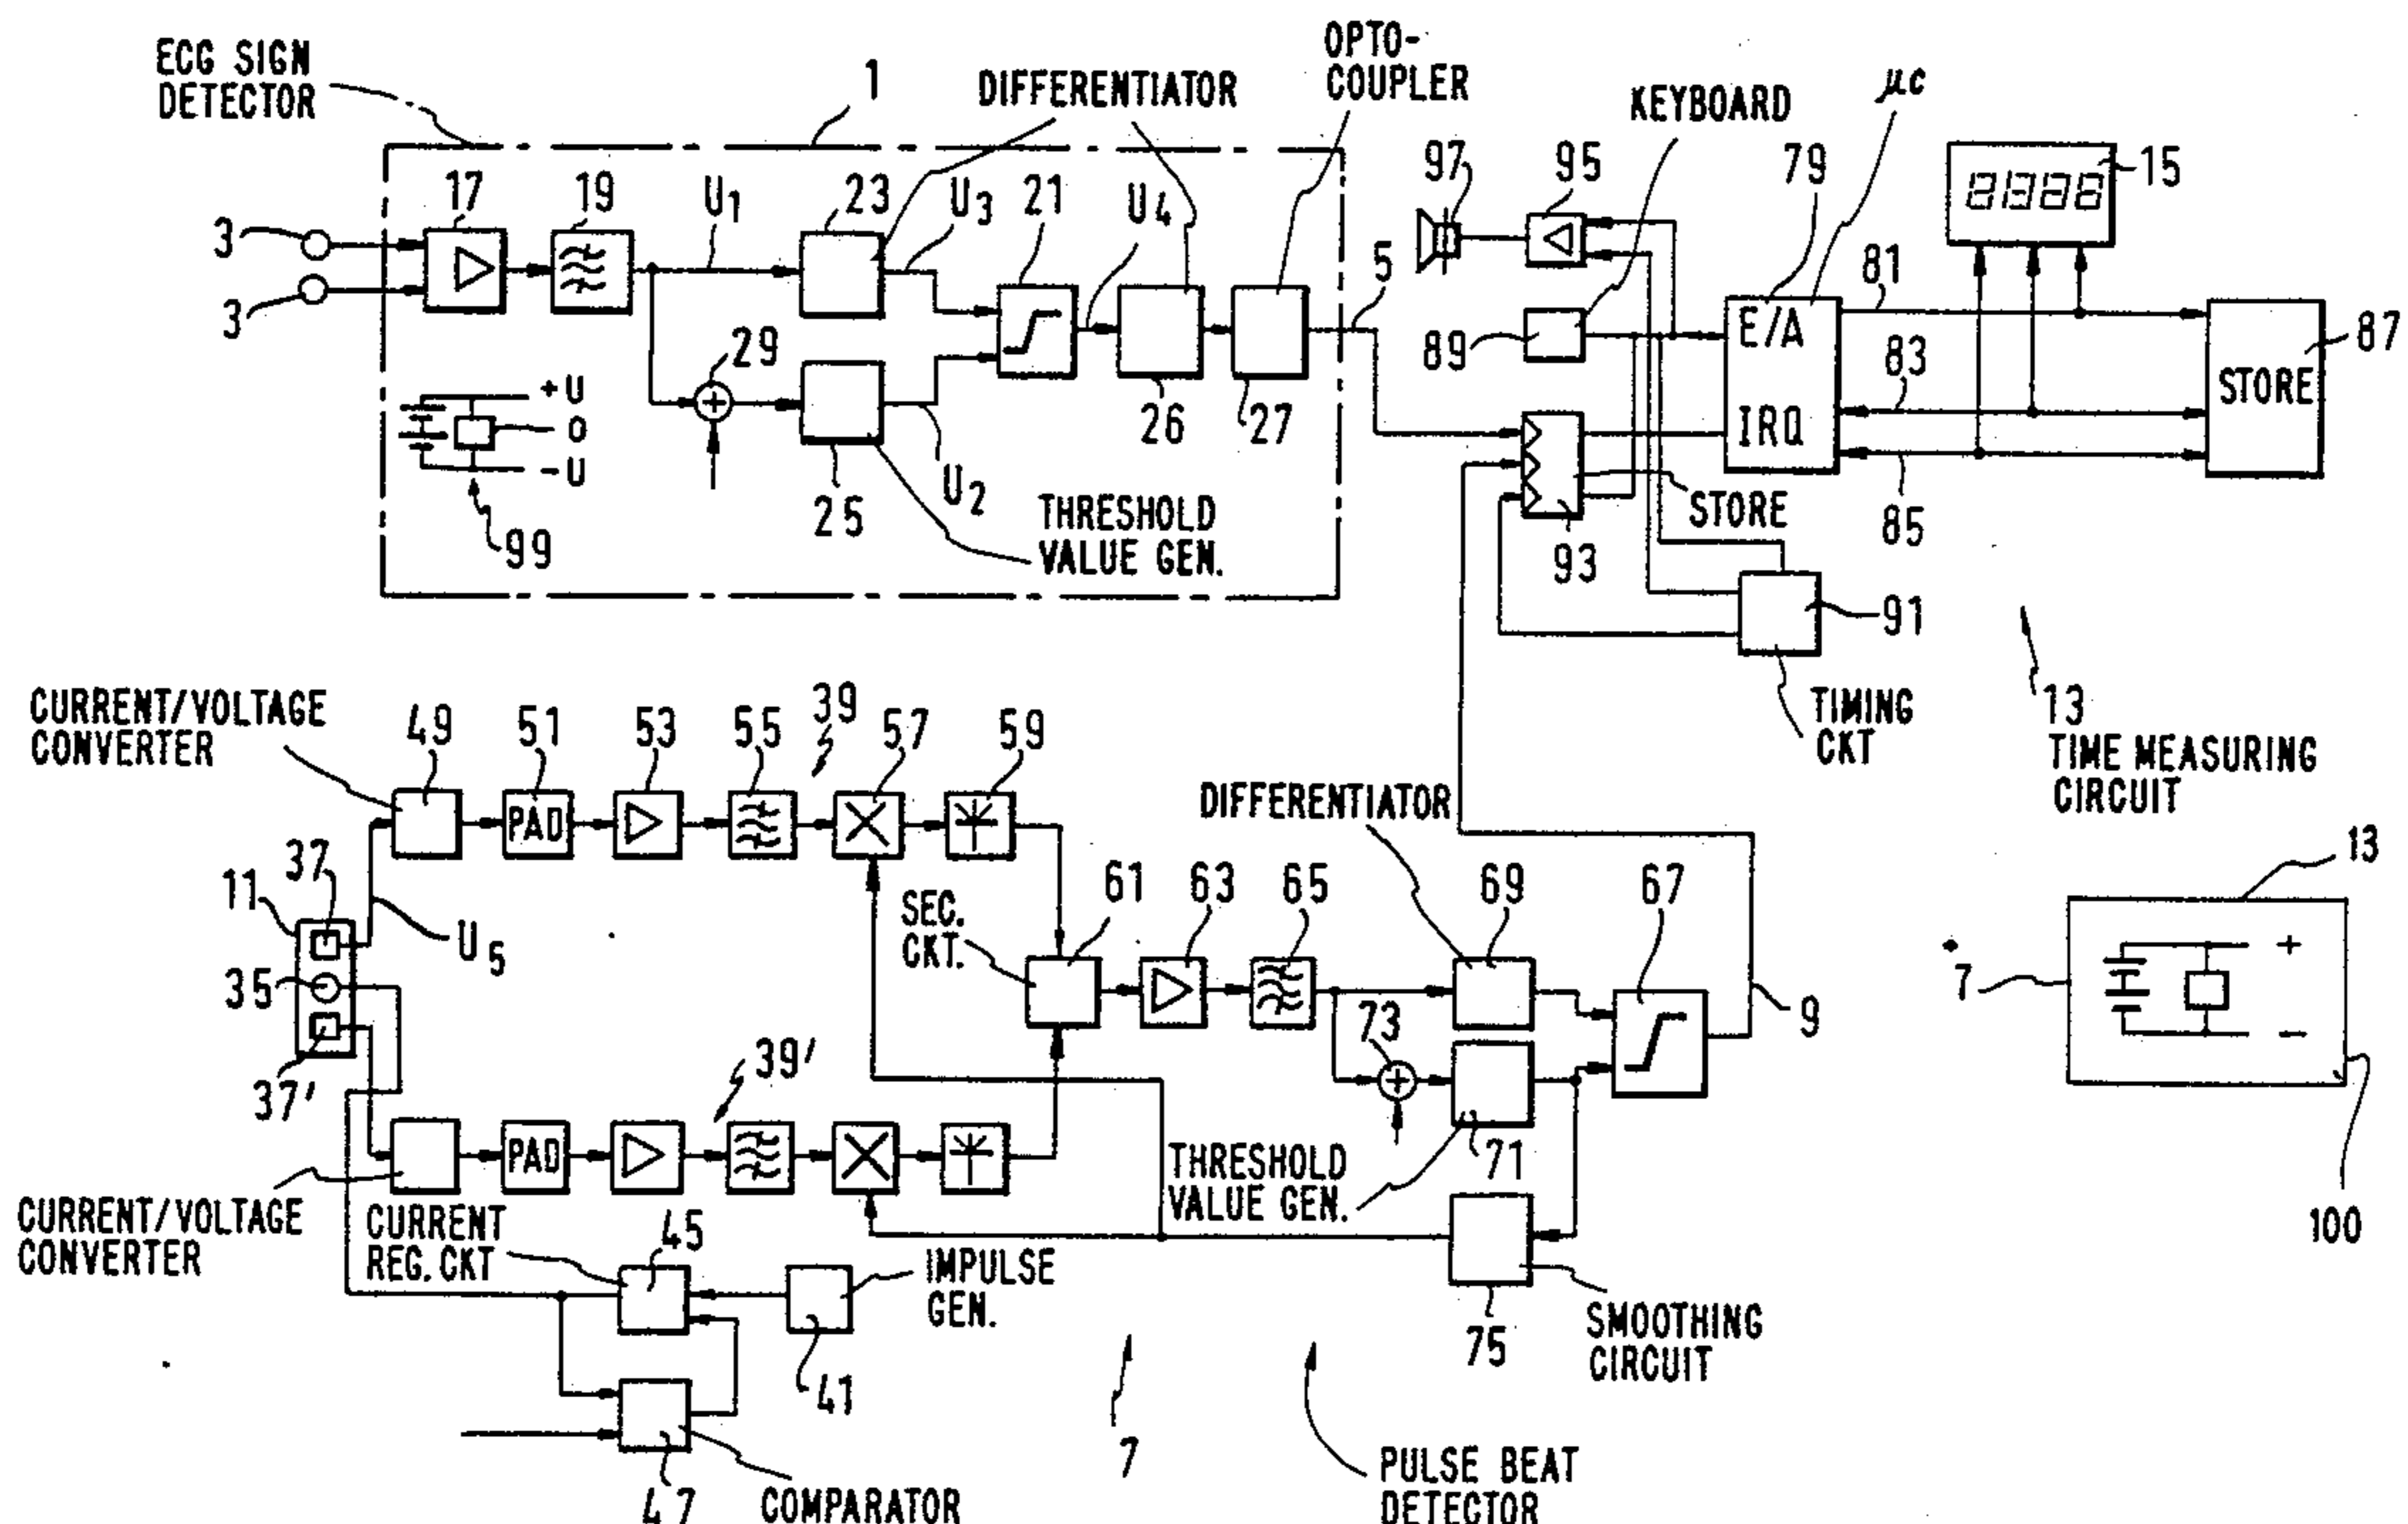 ECG SIGN
DETECTOR
1
DIFFERENTIATOR
OPTO-
COUPLER
KEYBOARD
μc
17
19
U1
23
U3
21
U4
97
95
79
15
3
3
5
81
E/A
87
29
89
83
STORE
+U
0
-U
26
27
IRQ
25
U2
STORE
85
99
THRESHOLD
VALUE GEN.
93
91
CURRENT/VOLTAGE
CONVERTER
49
51
53
55
39
57
59
TIMING
CKT
13
TIME MEASURING
CIRCUIT
DIFFERENTIATOR
PAD
37
11
U5
SEC.
CKT.
61
63
65
69
67
13
35
7
+
-
73
9
37'
39'
PAD
71
THRESHOLD
VALUE GEN.
100
CURRENT/VOLTAGE
CONVERTER
CURRENT
REG. CKT
45
IMPULSE
GEN.
41
75
SMOOTHING
CIRCUIT
47
COMPARATOR
7
PULSE BEAT
DETECTOR